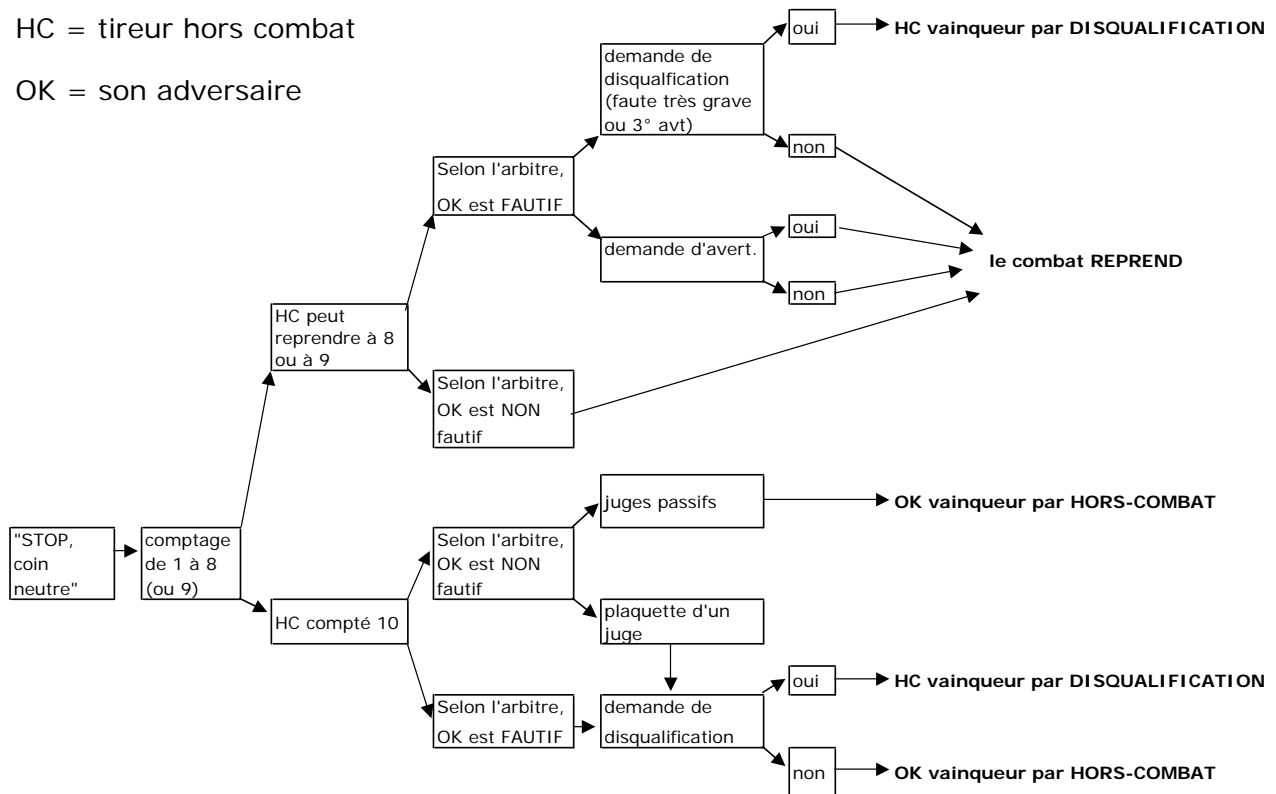 HC = tireur hors combat
OK = son adversaire
oui
HC vainqueur par DISQUALIFICATION
demande de
disqualfication
(faute très grave
ou 3° avt)
non
Selon l'arbitre,
OK est FAUTIF
oui
demande d'avert.
non
le combat REPREND
HC peut
reprendre à 8
ou à 9
Selon l'arbitre,
OK est NON
fautif
juges passifs
OK vainqueur par HORS-COMBAT
"STOP,
coin
neutre"
comptage
de 1 à 8
(ou 9)
Selon l'arbitre,
OK est NON
fautif
HC compté 10
plaquette d'un
juge
oui
HC vainqueur par DISQUALIFICATION
Selon l'arbitre,
OK est FAUTIF
demande de
disqualification
non
OK vainqueur par HORS-COMBAT